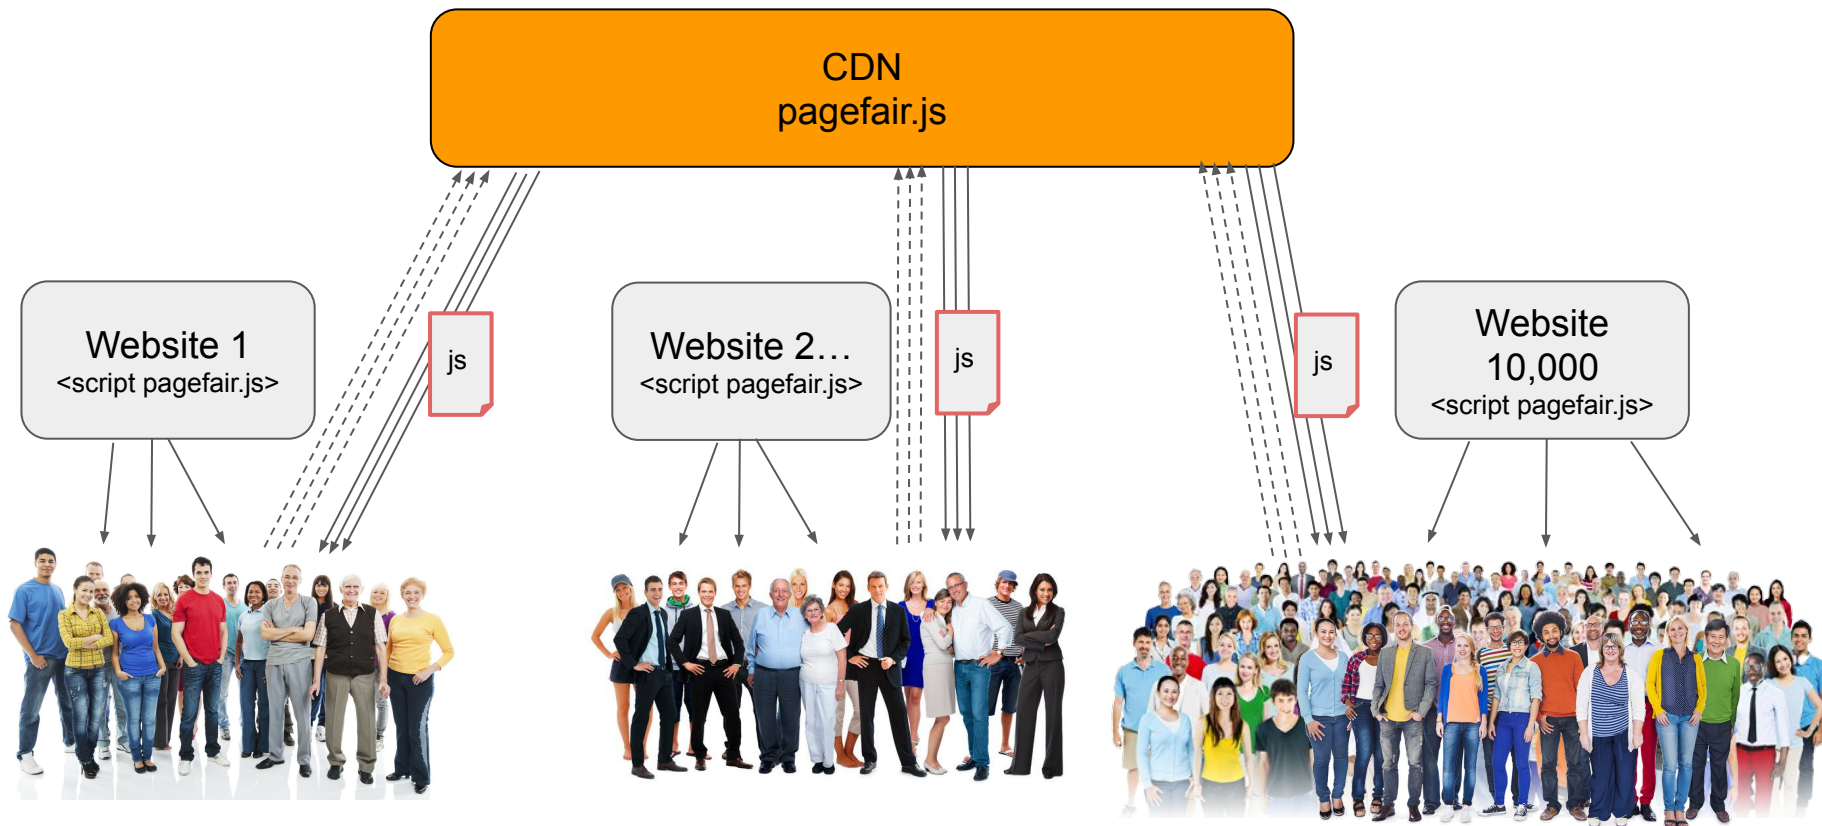 CDN
pagefair.js
Website 1
<script pagefair.js>
js
Website 2…
<script pagefair.js>
js
js
Website
10,000
<script pagefair.js>